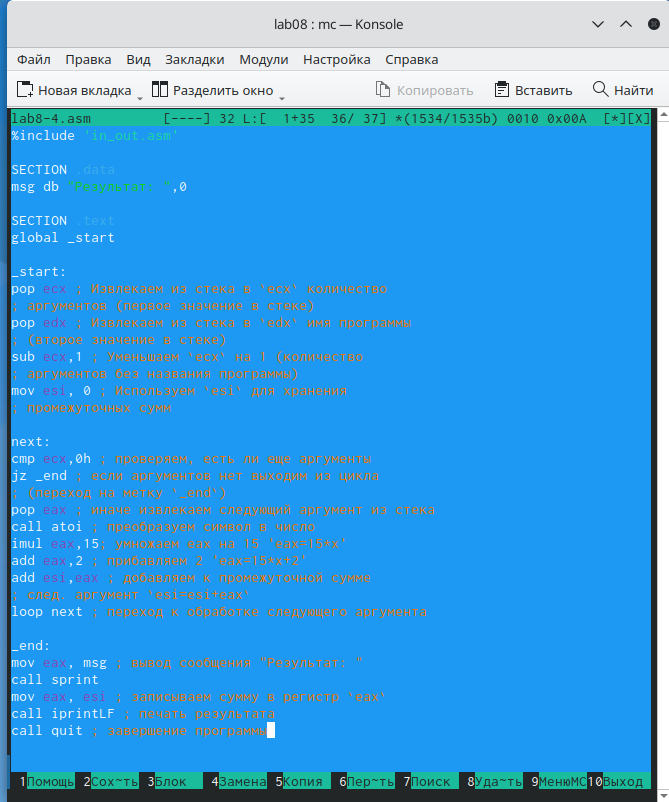 lab08 : mc — Konsole
Файл Правка Вид Закладки Модули Настройка Справка
Новая вкладка Разделить окно Копировать Вставить Найти
lab8-4.asm [----] 32 L:[ 1+35 36/ 37] *(1534/1535b) 0010 0x00A [*][X]
%include 'in_out.asm'
SECTION .data
msg db "Результат: ",0
SECTION .text
global _start
_start:
pop ecx ; Извлекаем из стека в `ecx` количество
; аргументов (первое значение в стеке)
pop edx ; Извлекаем из стека в `edx` имя программы
; (второе значение в стеке)
sub ecx,1 ; Уменьшаем `ecx` на 1 (количество
; аргументов без названия программы)
mov esi, 0 ; Используем `esi` для хранения
; промежуточных сумм
next:
cmp ecx,0h ; проверяем, есть ли еще аргументы
jz _end ; если аргументов нет выходим из цикла
; (переход на метку `_end`)
pop eax ; иначе извлекаем следующий аргумент из стека
call atoi ; преобразуем символ в число
imul eax,15; умножаем eax на 15 'eax=15*x'
add eax,2 ; прибавляем 2 'eax=15*x+2'
add esi,eax ; добавляем к промежуточной сумме
; след. аргумент `esi=esi+eax`
loop next ; переход к обработке следующего аргумента
_end:
mov eax, msg ; вывод сообщения "Результат: "
call sprint
mov eax, esi ; записываем сумму в регистр `eax`
call iprintLF ; печать результата
call quit ; завершение программы
1Помощь 2Сох~ть 3Блок 4Замена 5Копия 6Пер~ть 7Поиск 8Уда~ть 9МенюMC 10Выход